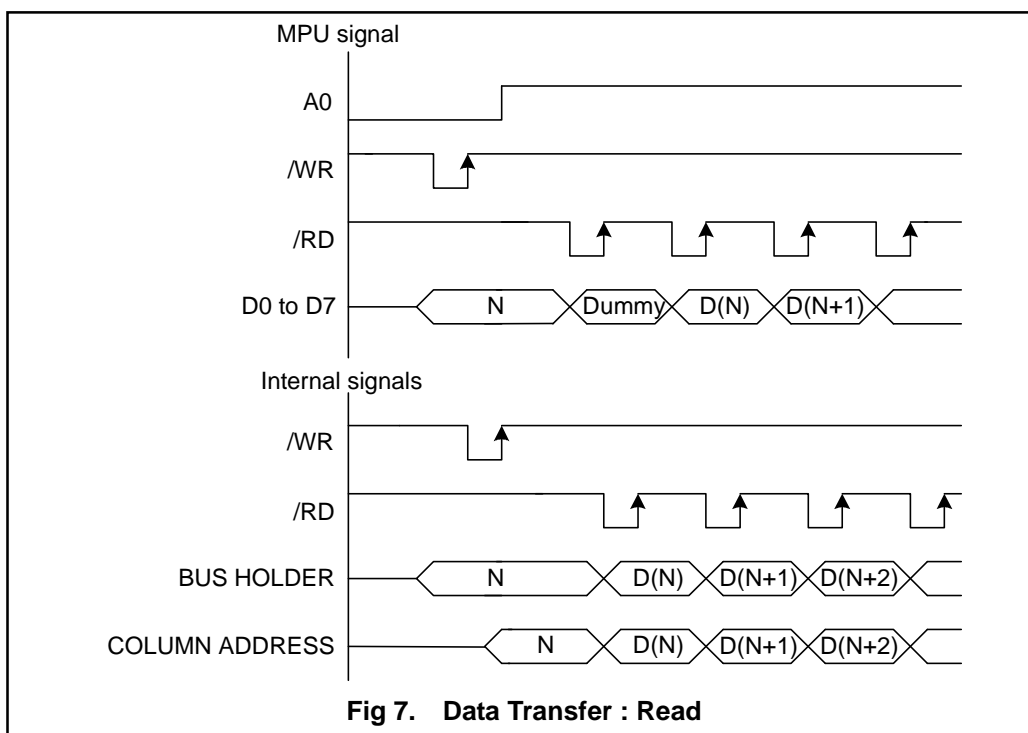 MPU signal
A0
/WR
/RD
D0 to D7 N Dummy D(N) D(N+1)
Internal signals
/WR
/RD
BUS HOLDER N D(N) D(N+1) D(N+2)
COLUMN ADDRESS N D(N) D(N+1) D(N+2)
Fig 7. Data Transfer : Read